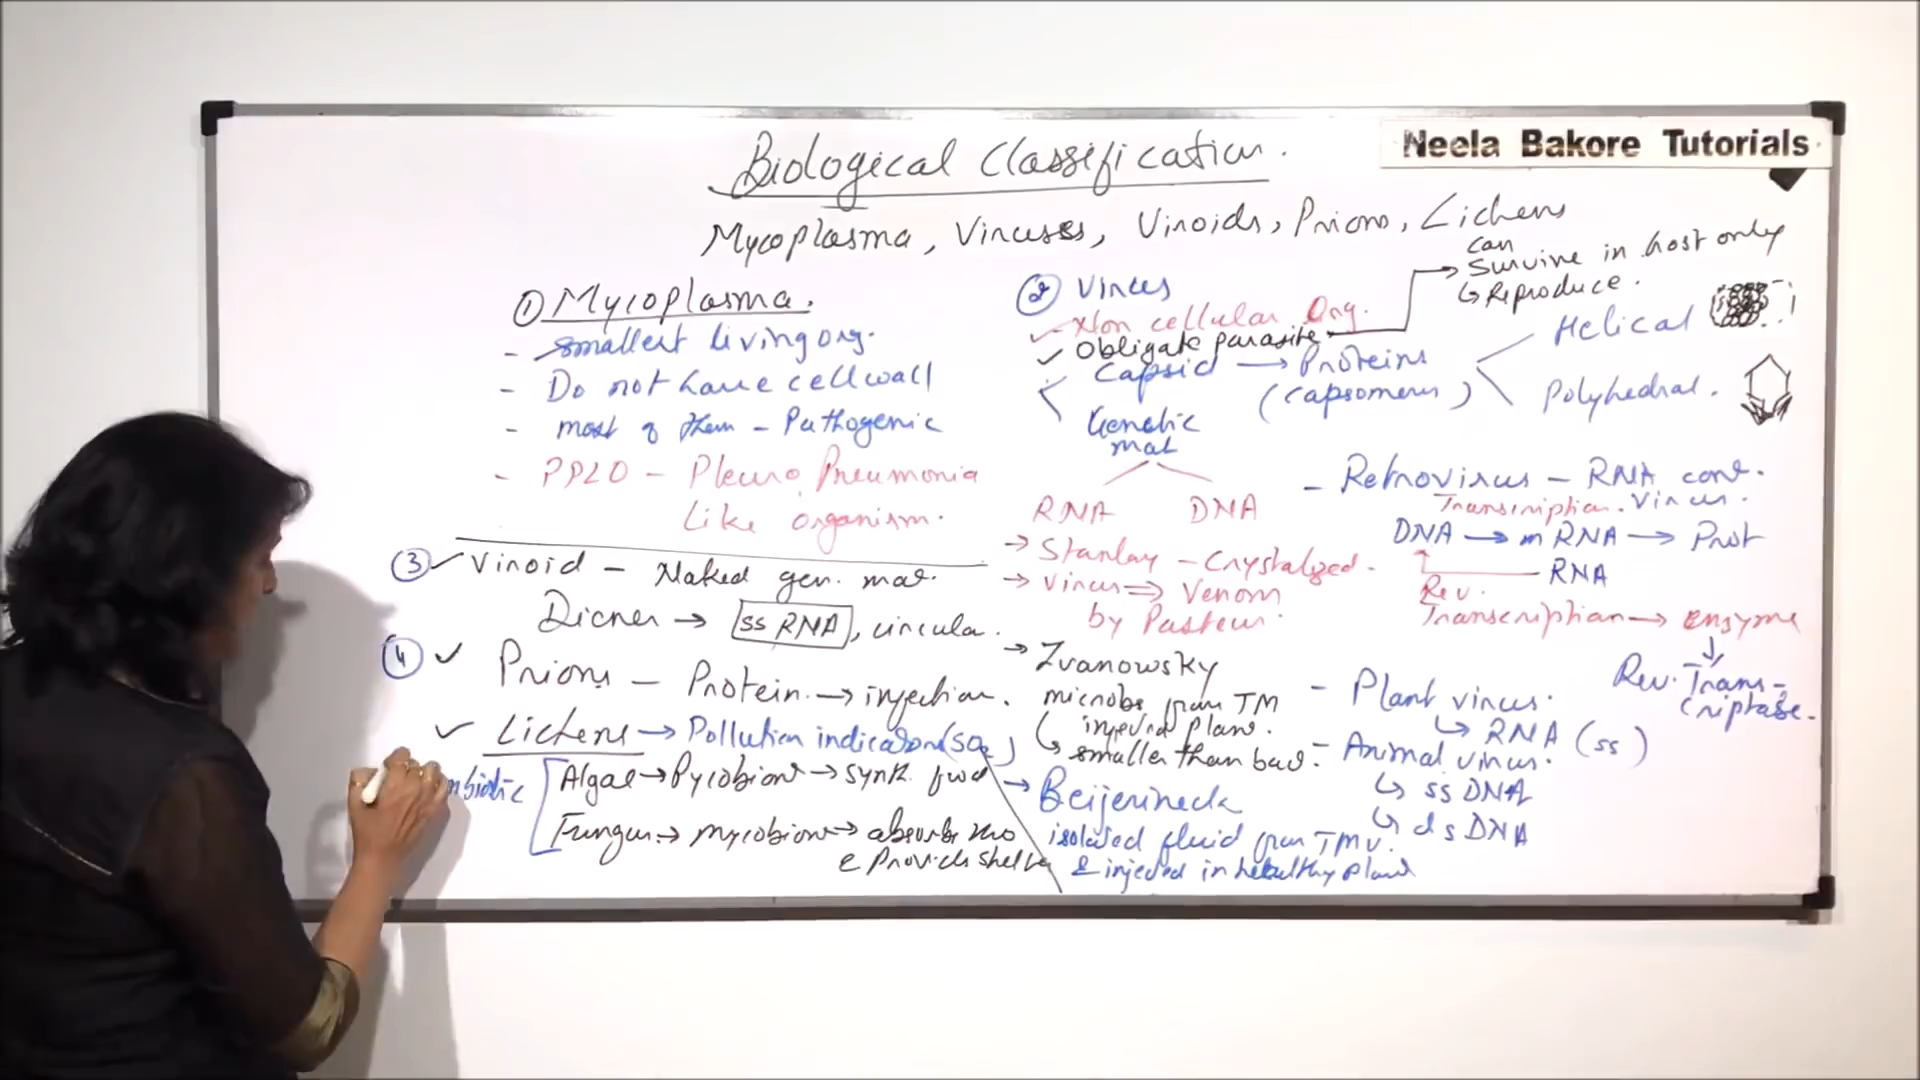 Biological Classification.
Neela Bakore Tutorials
Mycoplasma, Viruses, Viroids, Prions, Lichens
① Mycoplasma.
- smallest living org.
- Do not have cell wall
- most of them - Pathogenic
- PPLO - Pleuro Pneumonia
Like organism.
③ ✓ Viroid - Naked gen. mat.
Diener → ss RNA, circular.
④ ✓ Prions - Protein. → infection.
✓ Lichens → Pollution indicators (SO2)
mbiotic
Algae → Pycobiont → synth. food
Fungus → mycobiont → absorbs
& Provides shelter
② Virus
✓ Non cellular Org.
✓ Obligate parasite
can
→ Survive in host only
↳ Reproduce.
Capsid → Proteins
(Capsomers)
Helical
Polyhedral.
Genetic
mat
RNA DNA
→ Stanley - Crystalized.
→ Virus ⇒ Venom
by Pasteur.
→ Ivanowsky
microbe from TM
infected plant.
↳ smaller than bact.
→ Beijerineck
isolated fluid from TMV.
& injected in healthy plant
- Retrovirus - RNA cont.
Virus.
Transcription.
DNA → mRNA → Prot
RNA
Rev.
Transcription → enzyme
↓
Rev. Trans-
criptase.
- Plant virus.
↳ RNA (ss)
- Animal virus.
↳ ss DNA
↳ ds DNA